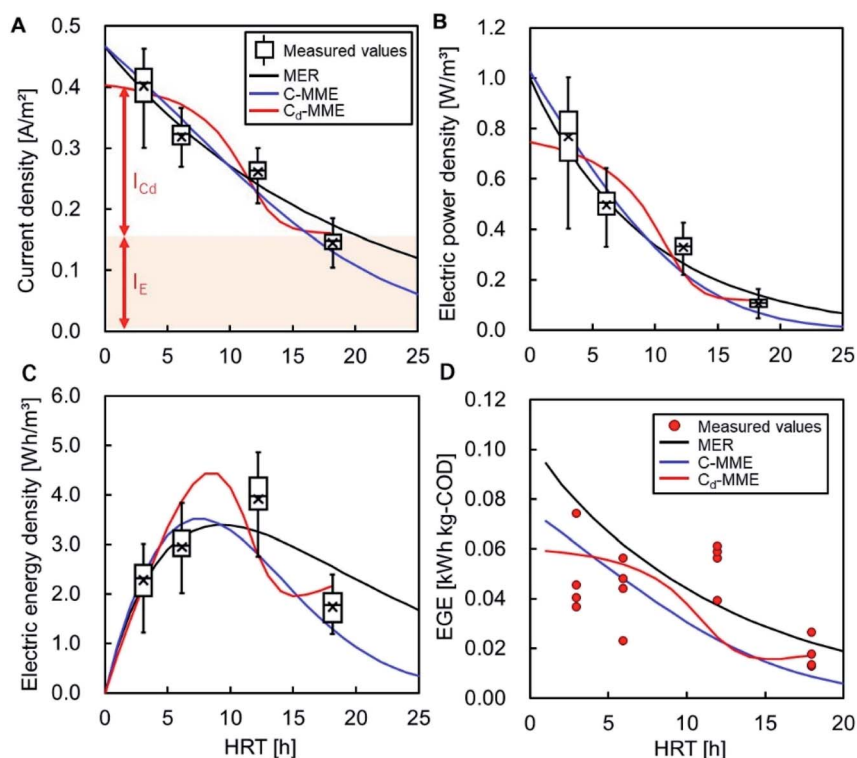 A
Current density [A/m²]
0.5
0.4
0.3
0.2
0.1
0.0
0 5 10 15 20 25
Measured values
MER
C-MME
Cd-MME
ICd
IE
B
Electric power density [W/m³]
1.2
1.0
0.8
0.6
0.4
0.2
0.0
0 5 10 15 20 25
C
Electric energy density [Wh/m³]
6.0
5.0
4.0
3.0
2.0
1.0
0.0
0 5 10 15 20 25
HRT [h]
D
EGE [kWh kg-COD]
0.12
0.10
0.08
0.06
0.04
0.02
0.00
0 5 10 15 20
HRT [h]
Measured values
MER
C-MME
Cd-MME